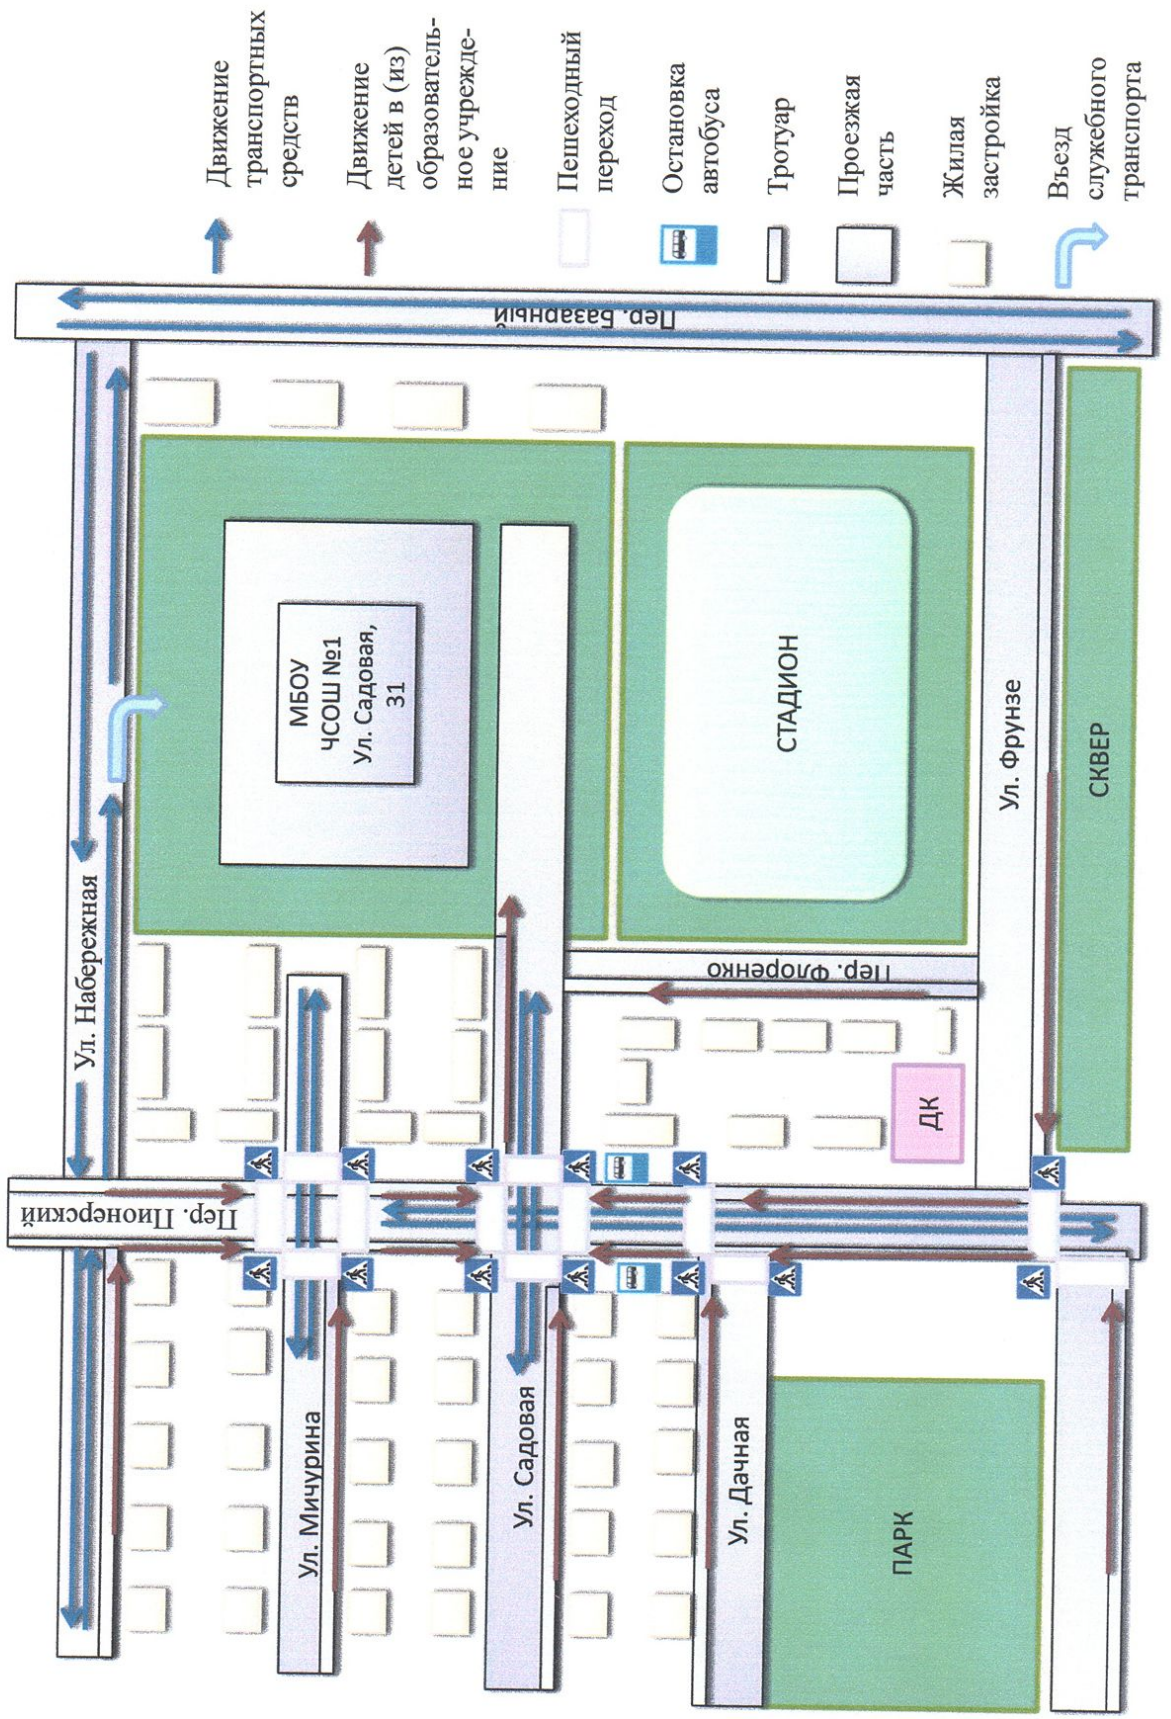 Ул. Набережная
Пер. Пионерский
Ул. Мичурина
Ул. Садовая
Ул. Дачная
ПАРК
МБОУ
ЧСОШ №1
Ул. Садовая,
31
СТАДИОН
Пер. Флоренко
ДК
Ул. Фрунзе
СКВЕР
Пер. Базарный
Движение
транспортных
средств
Движение
детей в (из)
образователь-
ное учрежде-
ние
Пешеходный
переход
Остановка
автобуса
Тротуар
Проезжая
часть
Жилая
застройка
Въезд
служебного
транспорта